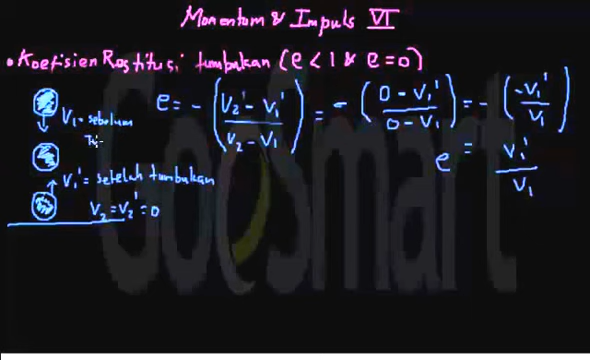 Momentum & Impuls VI
• Koefisien Restitusi tumbukan (e < 1 & e = 0)
V₁ = sebelum
V₁' = setelah tumbukan
V₂ = V₂' = 0
e = - ( (V₂' - V₁') / (V₂ - V₁) ) = - ( (0 - V₁') / (0 - V₁) ) = - ( -V₁' / V₁ )
e = V₁' / V₁
GoeSmart